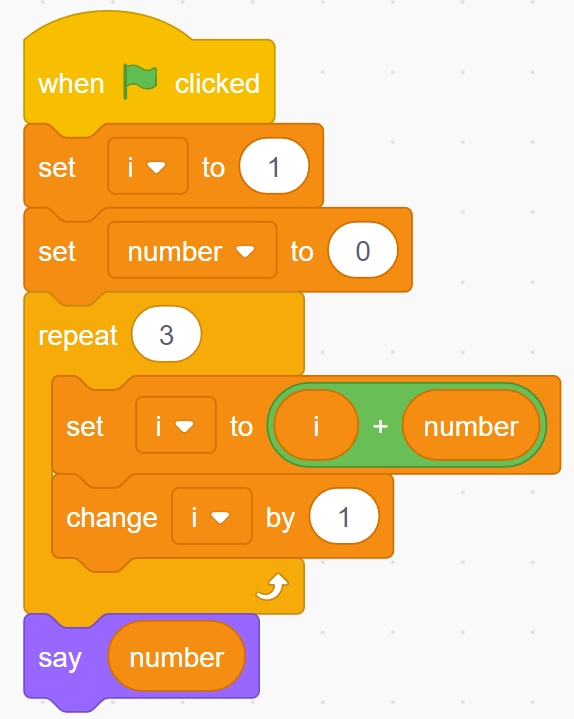 when clicked
set i to 1
set number to 0
repeat 3
set i to i + number
change i by 1
say number